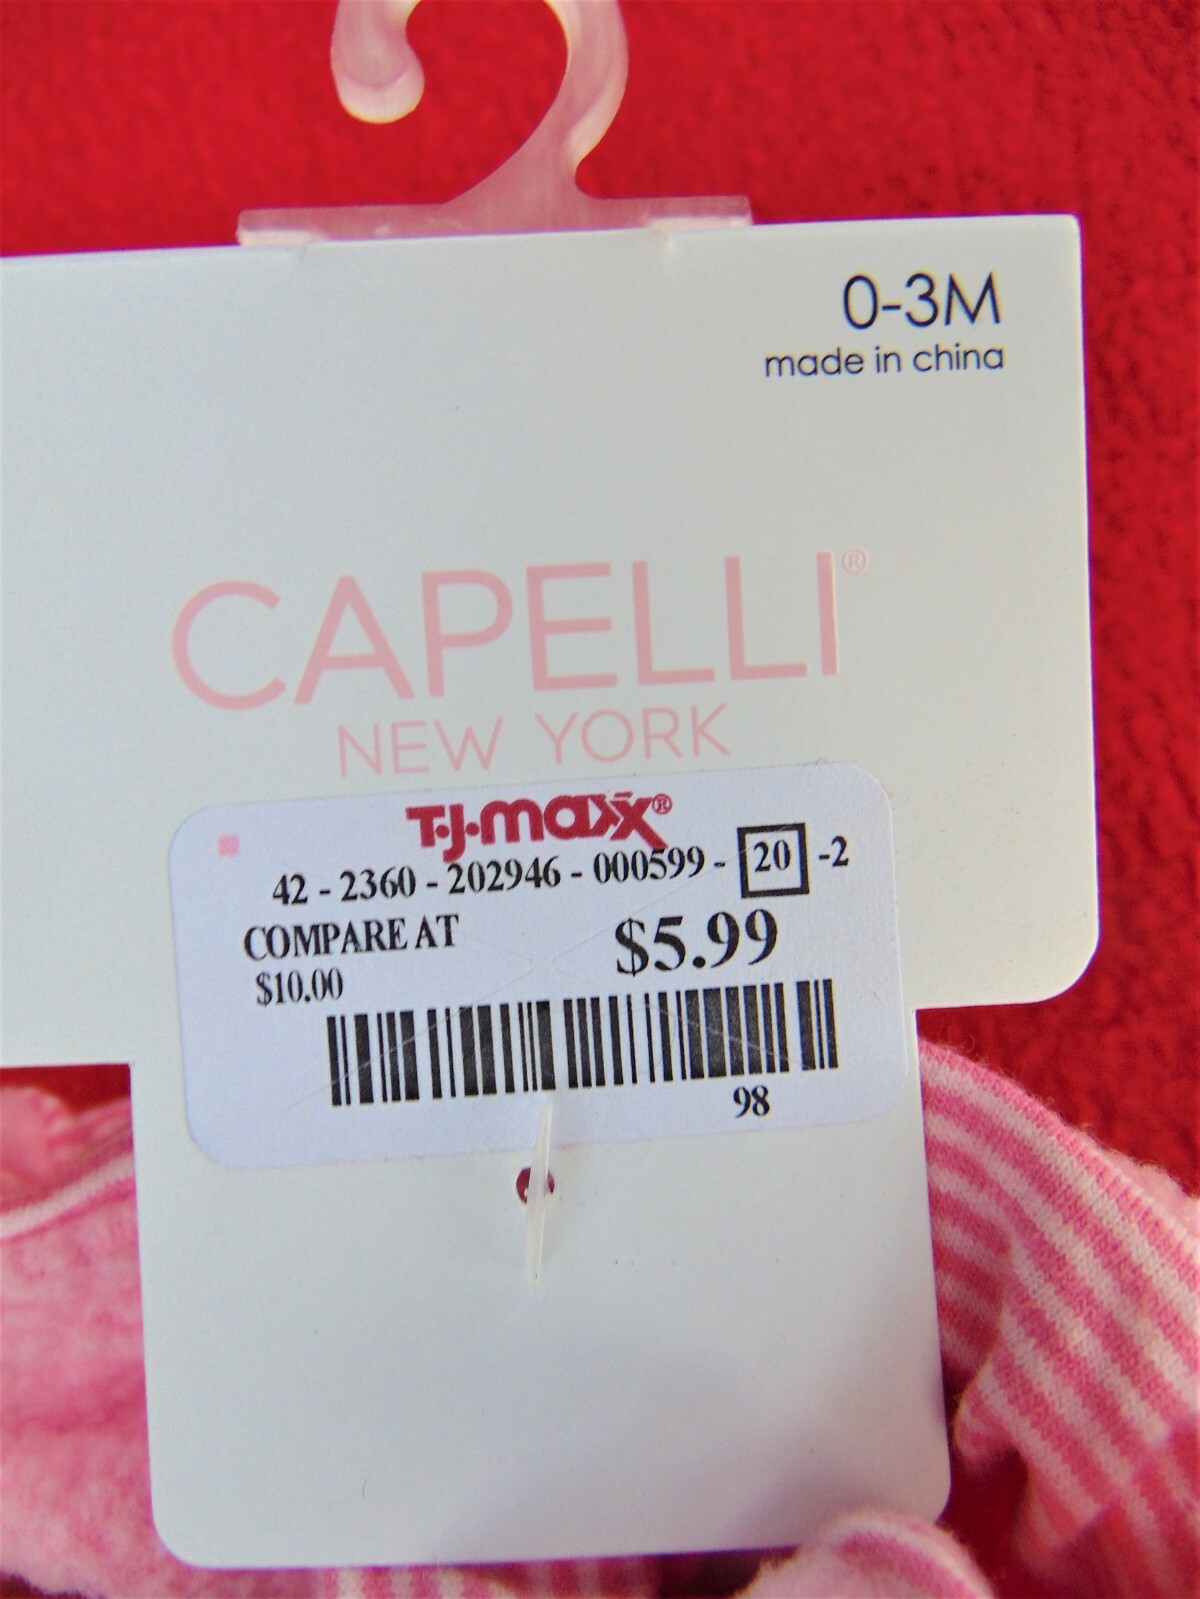 0-3M
made in china
CAPELLI®
NEW YORK
T.J.maxx®
42 - 2360 - 202946 - 000599 - 20 -2
COMPARE AT
$5.99
$10.00
98